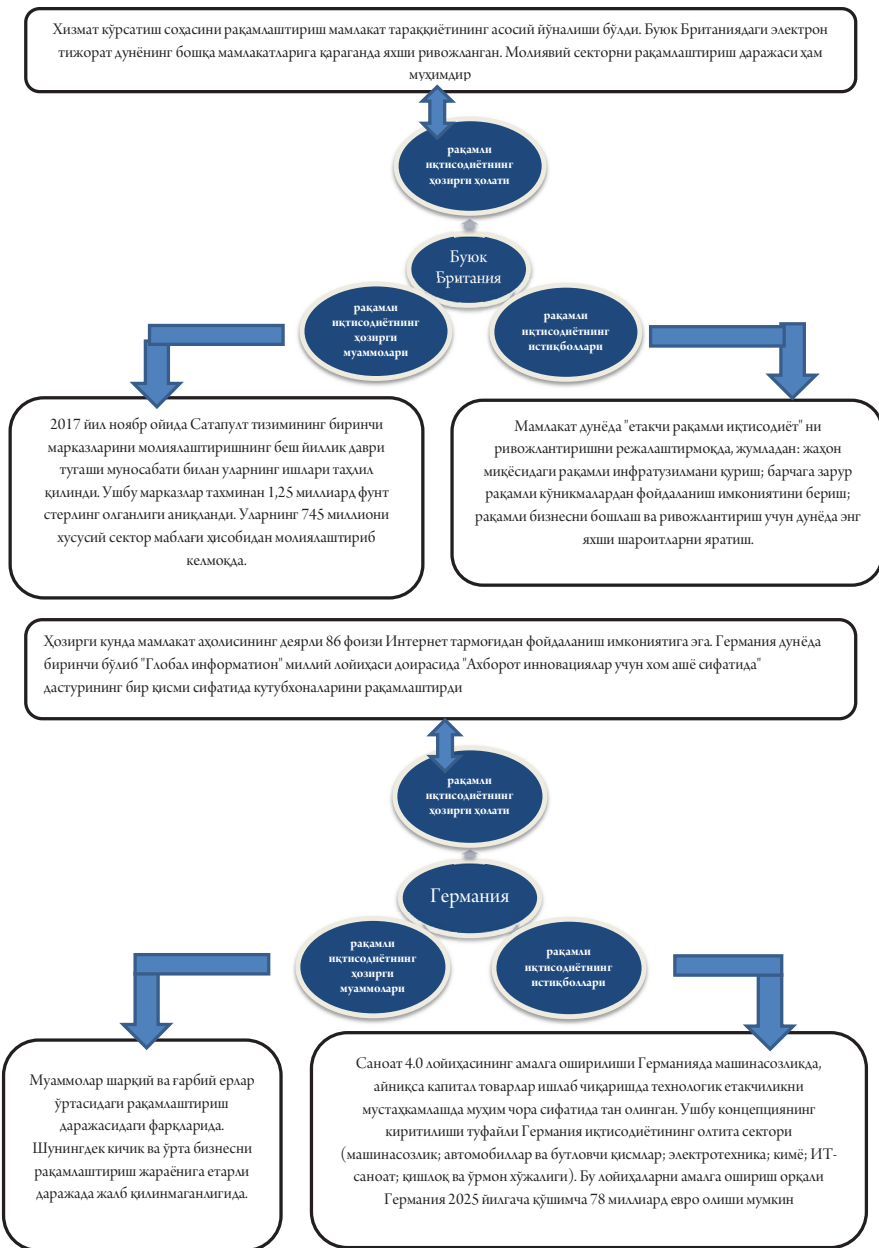 Хизмат кўрсатиш соҳасини рақамлаштириш мамлакат тараққиётининг асосий йўналиши бўлди. Буюк Британиядаги электрон
тижорат дунёнинг бошқа мамлакатларига қараганда яхши ривожланган. Молиявий секторни рақамлаштириш даражаси ҳам
муҳимдир
рақамли
иқтисодиётнинг
ҳозирги ҳолати
Буюк
Британия
рақамли
иқтисодиётнинг
ҳозирги
муаммолари
рақамли
иқтисодиётнинг
истиқболлари
2017 йил ноябр ойида Сатапулт тизимининг биринчи
марказларини молиялаштиришнинг беш йиллик даври
тугаши муносабати билан уларнинг ишлари таҳлил
қилинди. Ушбу марказлар тахминан 1,25 миллиард фунт
стерлинг олганлиги аниқланди. Уларнинг 745 миллиони
хусусий сектор маблағи ҳисобидан молиялаштириб
келмоқда.
Мамлакат дунёда "етакчи рақамли иқтисодиёт" ни
ривожлантиришни режалаштирмоқда, жумладан: жаҳон
миқёсидаги рақамли инфратузилмани қуриш; барчага зарур
рақамли кўникмалардан фойдаланиш имкониятини бериш;
рақамли бизнесни бошлаш ва ривожлантириш учун дунёда энг
яхши шароитларни яратиш.
Ҳозирги кунда мамлакат аҳолисининг деярли 86 фоизи Интернет тармоғидан фойдаланиш имкониятига эга. Германия дунёда
биринчи бўлиб "Глобал информатион" миллий лойиҳаси доирасида "Ахборот инновациялар учун хом ашё сифатида"
дастурининг бир қисми сифатида кутубхоналарини рақамлаштирди
рақамли
иқтисодиётнинг
ҳозирги ҳолати
Германия
рақамли
иқтисодиётнинг
ҳозирги
муаммолари
рақамли
иқтисодиётнинг
истиқболлари
Муаммолар шарқий ва ғарбий ерлар
ўртасидаги рақамлаштириш
даражасидаги фарқларида.
Шунингдек кичик ва ўрта бизнесни
рақамлаштириш жараёнига етарли
даражада жалб қилинмаганлигида.
Саноат 4.0 лойиҳасининг амалга оширилиши Германияда машинасозликда,
айниқса капитал товарлар ишлаб чиқаришда технологик етакчиликни
мустаҳкамлашда муҳим чора сифатида тан олинган. Ушбу концепциянинг
киритилиши туфайли Германия иқтисодиётининг олтита сектори
(машинасозлик; автомобиллар ва бутловчи қисмлар; электротехника; кимё; ИТ-
саноат; қишлоқ ва ўрмон хўжалиги). Бу лойиҳаларни амалга ошириш орқали
Германия 2025 йилгача қўшимча 78 миллиард евро олиши мумкин